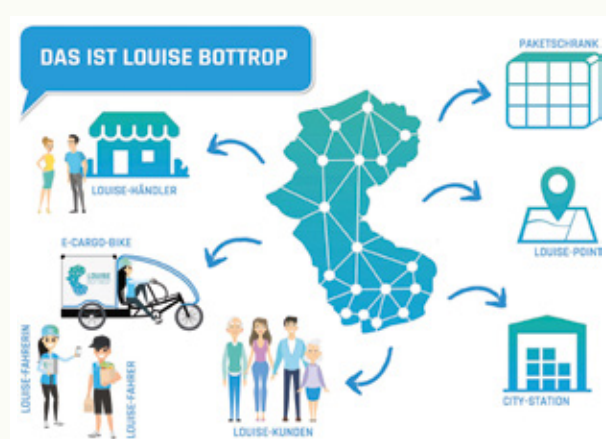 DAS IST LOUISE BOTTROP
PAKETSCHRANK
LOUISE-HÄNDLER
LOUISE-POINT
E-CARGO-BIKE
LOUISE
LOUISE-FAHRERIN
LOUISE-FAHRER
LOUISE-KUNDEN
CITY-STATION